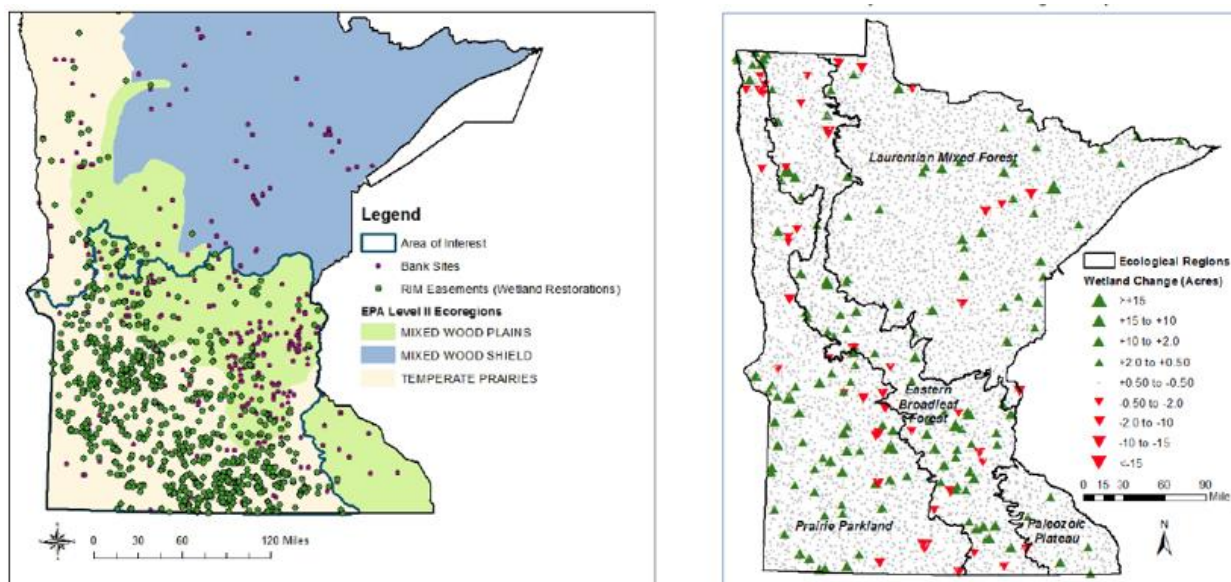 Legend
Area of Interest
Bank Sites
RIM Easements (Wetland Restorations)
EPA Level II Ecoregions
MIXED WOOD PLAINS
MIXED WOOD SHIELD
TEMPERATE PRAIRIES
0 30 60 120 Miles
Laurentian Mixed Forest
Eastern
Broadleaf
Forest
Prairie Parkland
Paleozoic
Plateau
Ecological Regions
Wetland Change (Acres)
>+15
+15 to +10
+10 to +2.0
+2.0 to +0.50
+0.50 to -0.50
-0.50 to -2.0
-2.0 to -10
-10 to -15
<-15
0 15 30 60 90
Mile
N